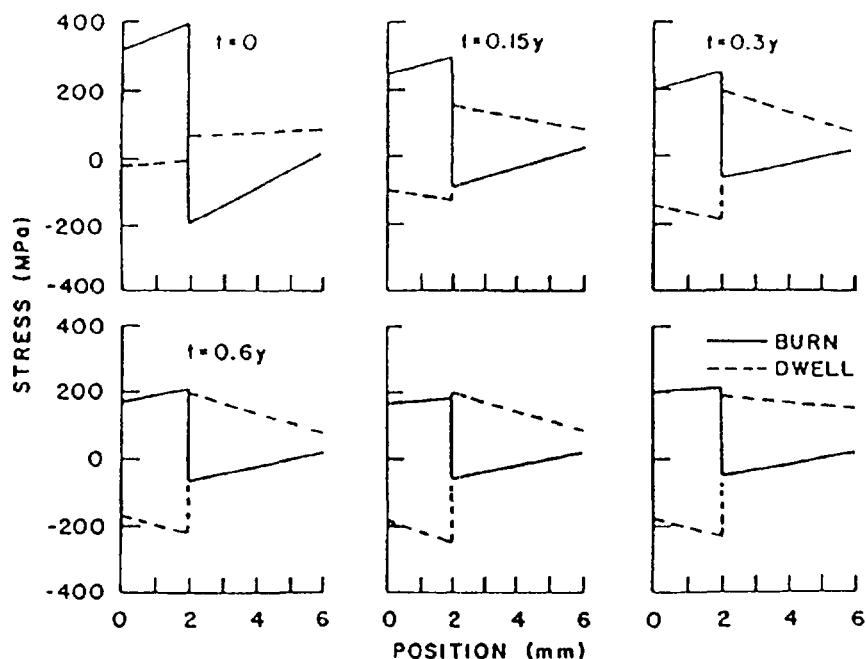 400
200
0
-200
-400
t=0
t=0.15y
t=0.3y
400
200
0
-200
-400
t=0.6y
BURN
DWELL
0 2 4 6
0 2 4 6
0 2 4 6
STRESS (MPa)
POSITION (mm)